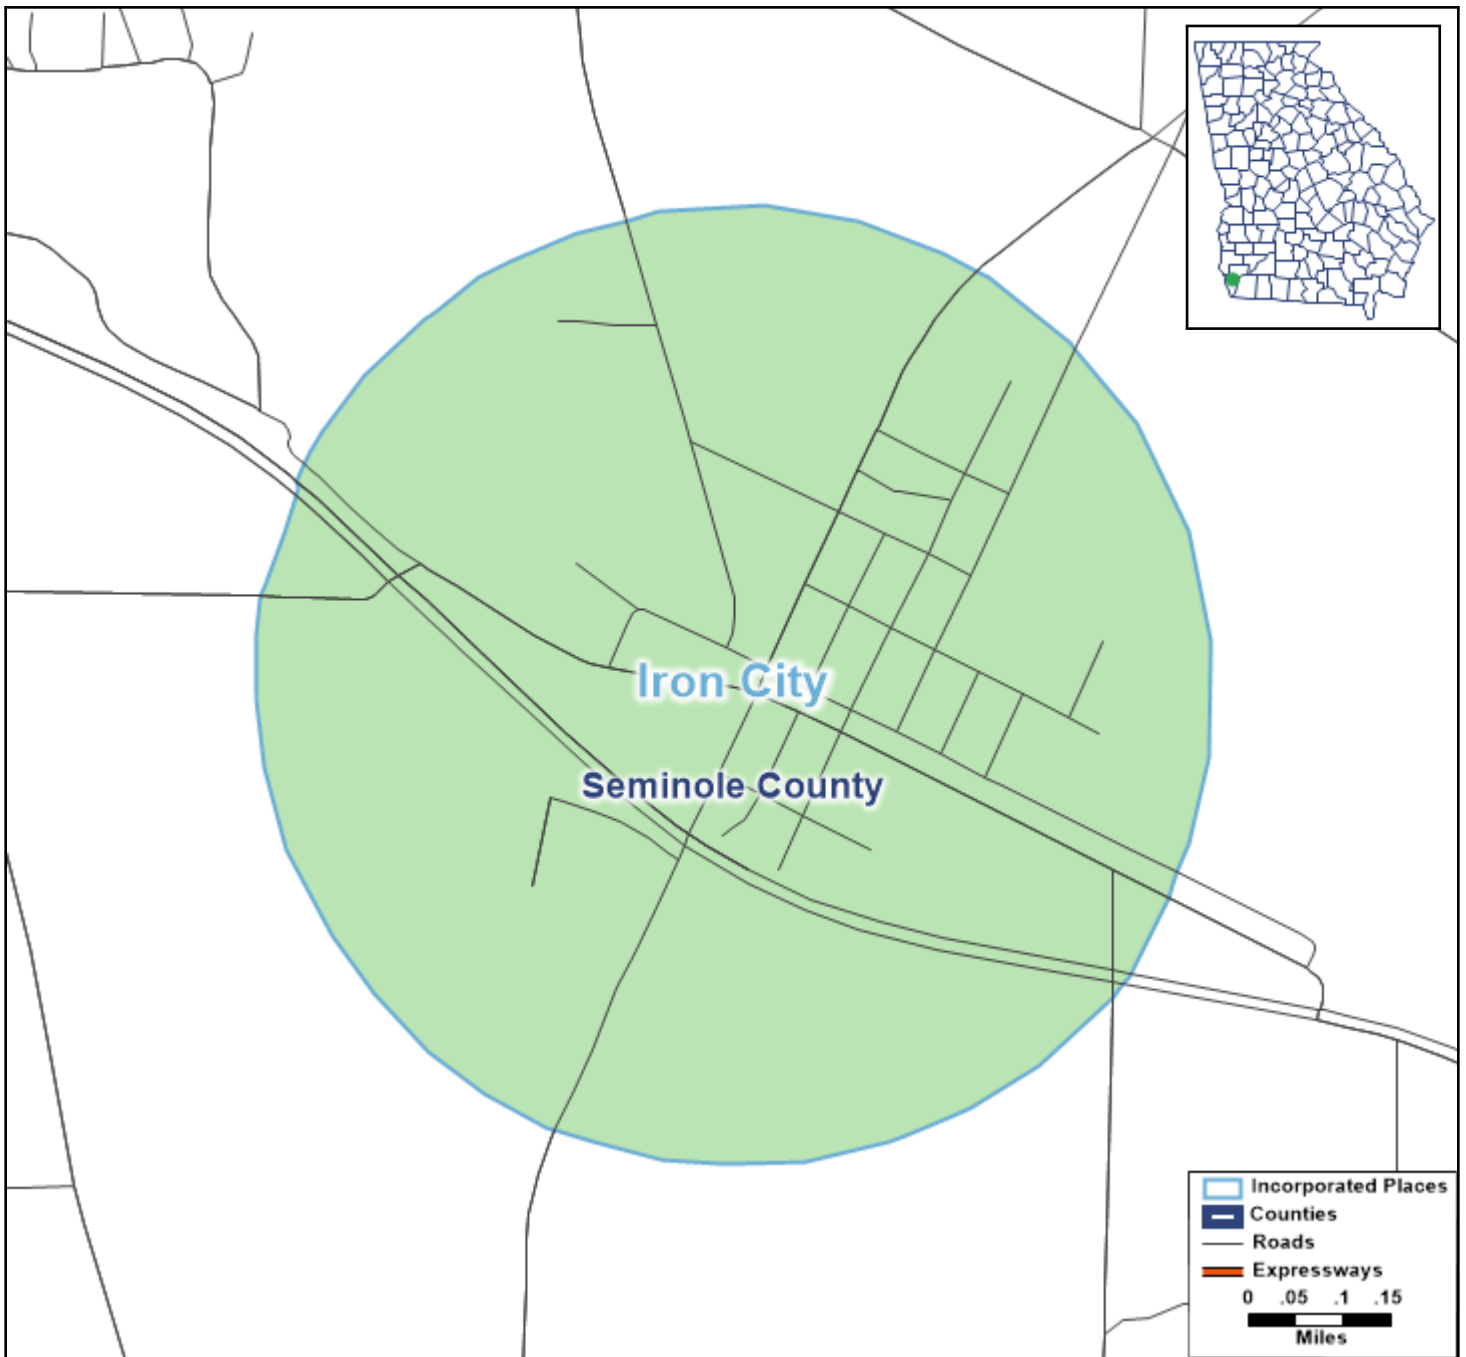 Iron City
Seminole County
Incorporated Places
Counties
Roads
Expressways
0 .05 .1 .15
Miles